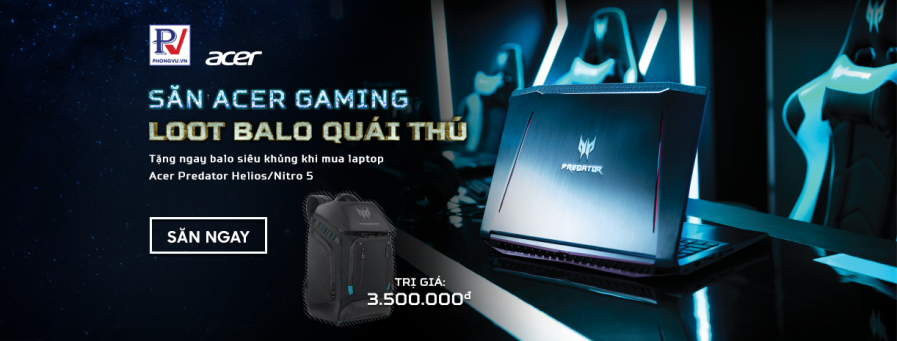 PV
PHONGVU.VN
acer
SĂN ACER GAMING
LOOT BALO QUÁI THÚ
Tặng ngay balo siêu khủng khi mua laptop
Acer Predator Helios/Nitro 5
SĂN NGAY
TRỊ GIÁ:
3.500.000đ
PREDATOR